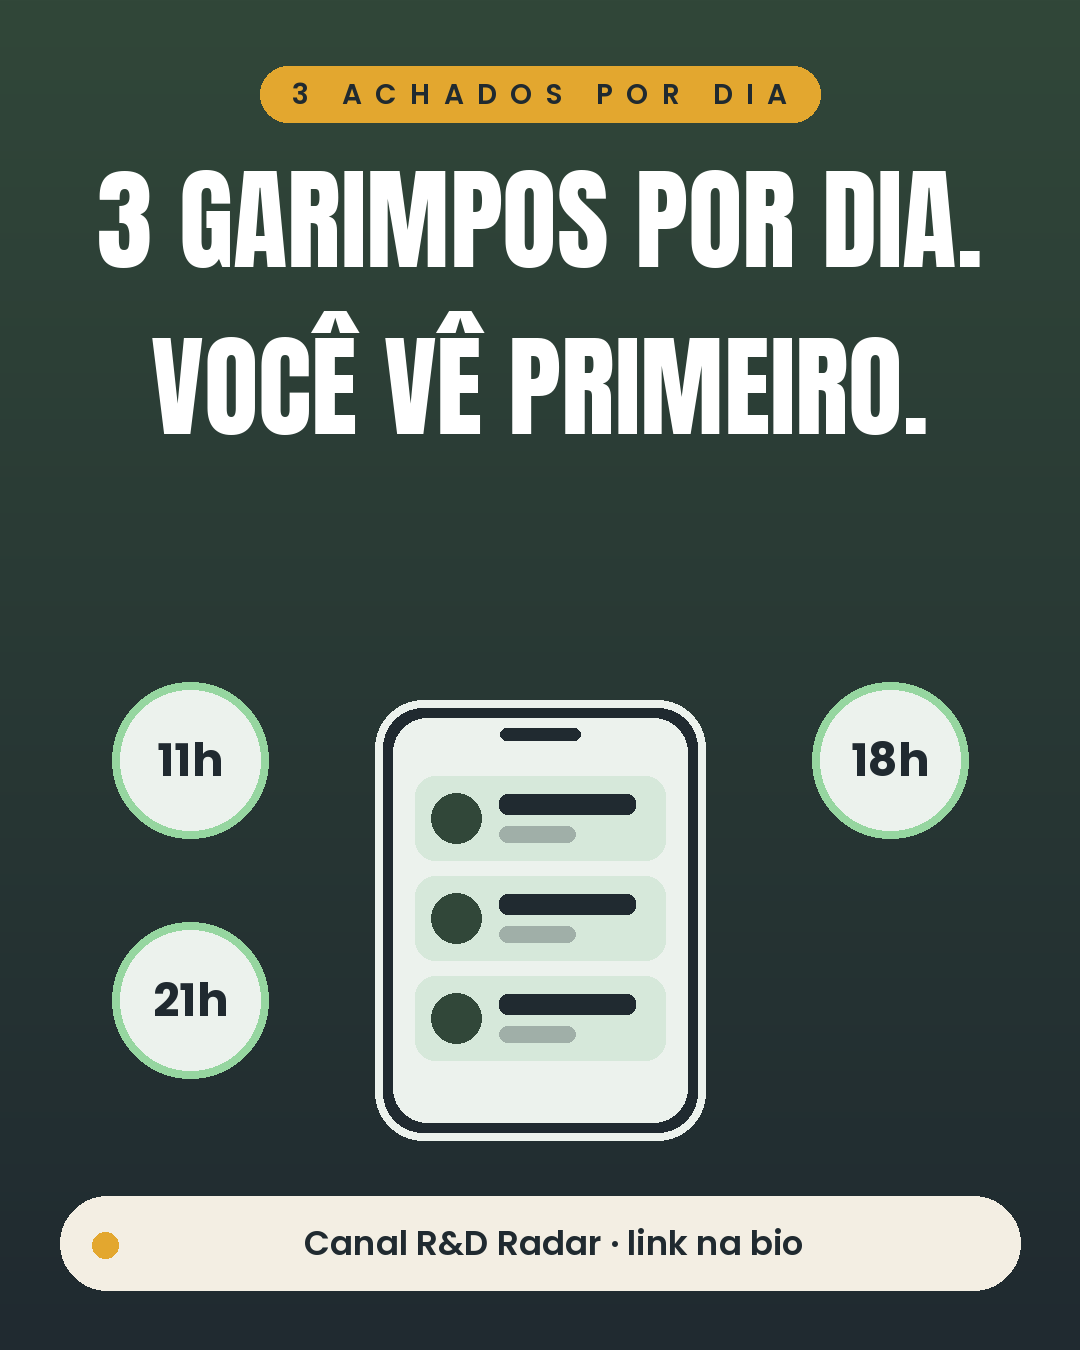 3 ACHADOS POR DIA
3 GARIMPOS POR DIA.
VOCÊ VÊ PRIMEIRO.
11h
18h
21h
Canal R&D Radar · link na bio